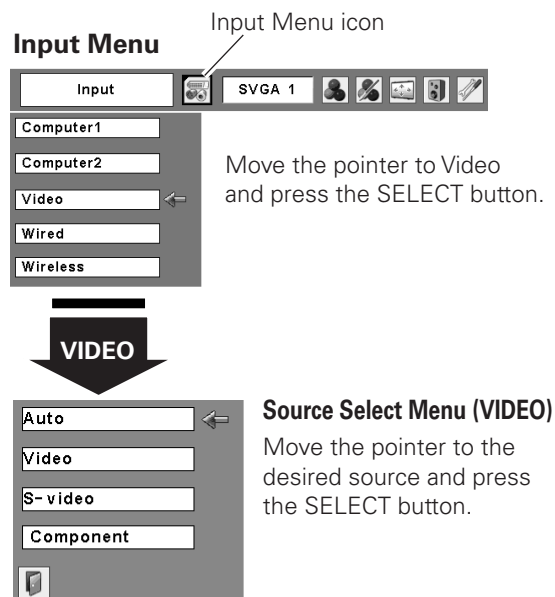 Input Menu icon
Input Menu
Input
SVGA 1
Computer1
Computer2
Video
Wired
Wireless
Move the pointer to Video
and press the SELECT button.
VIDEO
Auto
Video
S-video
Component
Source Select Menu (VIDEO)
Move the pointer to the
desired source and press
the SELECT button.